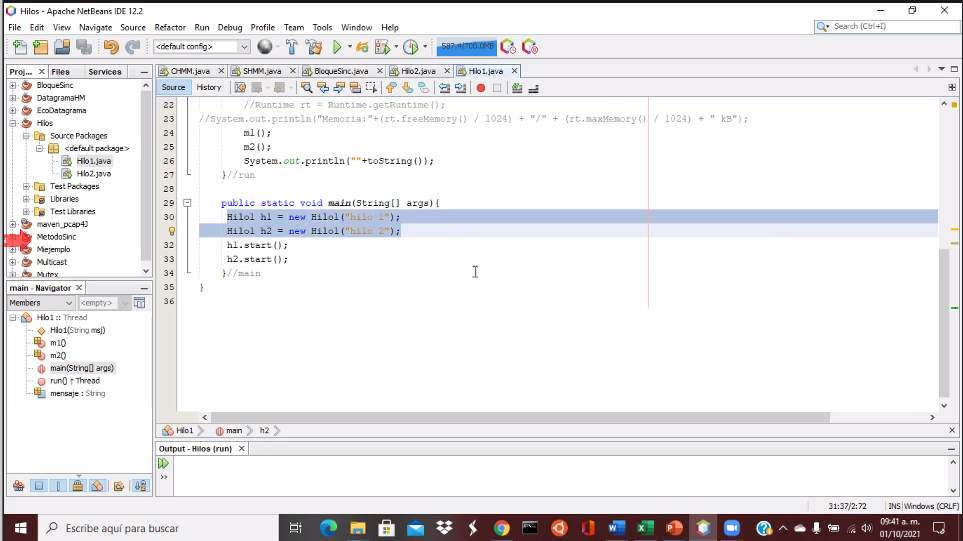 Hilos - Apache NetBeans IDE 12.2
File Edit View Navigate Source Refactor Run Debug Profile Team Tools Window Help
Search (Ctrl+I)
<default config>
587.4/700.0MB
Proj... Files Services
CHMM.java SHMM.java BloqueSinc.java Hilo2.java Hilo1.java
BloqueSinc
DatagramaHM
EcoDatagrama
Hilos
Source Packages
<default package>
Hilo1.java
Hilo2.java
Test Packages
Libraries
Test Libraries
maven_pcap4J
MetodoSinc
Miejemplo
Multicast
Mutex
Source History
22 //Runtime rt = Runtime.getRuntime();
23 //System.out.println("Memoria:"+(rt.freeMemory() / 1024) + "/" + (rt.maxMemory() / 1024) + " kB");
24 m1();
25 m2();
26 System.out.println(""+toString());
27 }//run
28
29 public static void main(String[] args){
30 Hilo1 h1 = new Hilo1("hilo 1");
Hilo1 h2 = new Hilo1("hilo 2");
32 h1.start();
33 h2.start();
34 }//main
35 }
36
main - Navigator
Members <empty>
Hilo1 :: Thread
Hilo1(String msj)
m1()
m2()
main(String[] args)
run() ↑ Thread
mensaje : String
Hilo1 main h2
Output - Hilos (run)
31:37/2:72 INS Windows (CRLF)
Escribe aquí para buscar
09:41 a. m.
01/10/2021